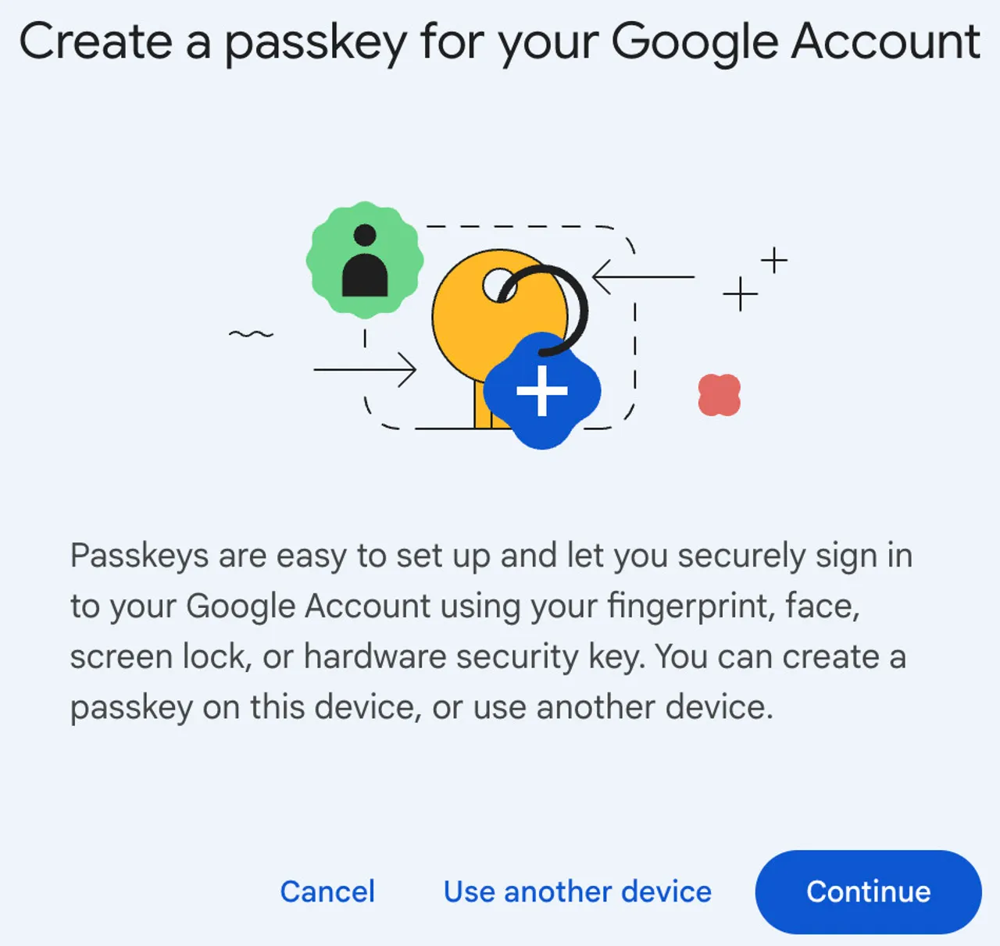 Create a passkey for your Google Account
Passkeys are easy to set up and let you securely sign in
to your Google Account using your fingerprint, face,
screen lock, or hardware security key. You can create a
passkey on this device, or use another device.
Cancel
Use another device
Continue